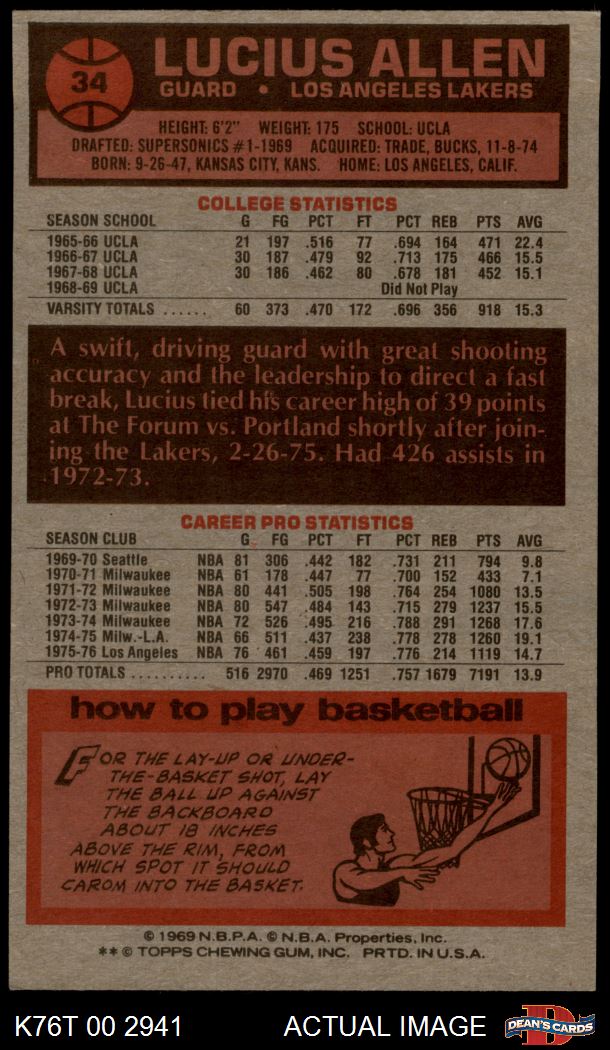 34
LUCIUS ALLEN
GUARD • LOS ANGELES LAKERS
HEIGHT: 6'2" WEIGHT: 175 SCHOOL: UCLA
DRAFTED: SUPERSONICS #1-1969 ACQUIRED: TRADE, BUCKS, 11-8-74
BORN: 9-26-47, KANSAS CITY, KANS. HOME: LOS ANGELES, CALIF.
COLLEGE STATISTICS
SEASON SCHOOL G FG PCT FT PCT REB PTS AVG
1965-66 UCLA 21 197 .516 77 .694 164 471 22.4
1966-67 UCLA 30 187 .479 92 .713 175 466 15.5
1967-68 UCLA 30 186 .462 80 .678 181 452 15.1
1968-69 UCLA Did Not Play
VARSITY TOTALS ...... 60 373 .470 172 .696 356 918 15.3
A swift, driving guard with great shooting
accuracy and the leadership to direct a fast
break, Lucius tied his career high of 39 points
at The Forum vs. Portland shortly after join-
ing the Lakers, 2-26-75. Had 426 assists in
1972-73.
CAREER PRO STATISTICS
SEASON CLUB G FG PCT FT PCT REB PTS AVG
1969-70 Seattle NBA 81 306 .442 182 .731 211 794 9.8
1970-71 Milwaukee NBA 61 178 .447 77 .700 152 433 7.1
1971-72 Milwaukee NBA 80 441 .505 198 .764 254 1080 13.5
1972-73 Milwaukee NBA 80 547 .484 143 .715 279 1237 15.5
1973-74 Milwaukee NBA 72 526 .495 216 .788 291 1268 17.6
1974-75 Milw.-L.A. NBA 66 511 .437 238 .778 278 1260 19.1
1975-76 Los Angeles NBA 76 461 .459 197 .776 214 1119 14.7
PRO TOTALS .......... 516 2970 .469 1251 .757 1679 7191 13.9
how to play basketball
FOR THE LAY-UP OR UNDER-
THE-BASKET SHOT, LAY
THE BALL UP AGAINST
THE BACKBOARD
ABOUT 18 INCHES
ABOVE THE RIM, FROM
WHICH SPOT IT SHOULD
CAROM INTO THE BASKET.
© 1969 N.B.P.A. © N.B.A. Properties, Inc.
** © TOPPS CHEWING GUM, INC. PRTD. IN U.S.A.
K76T 00 2941 ACTUAL IMAGE
D
DEAN'S CARDS